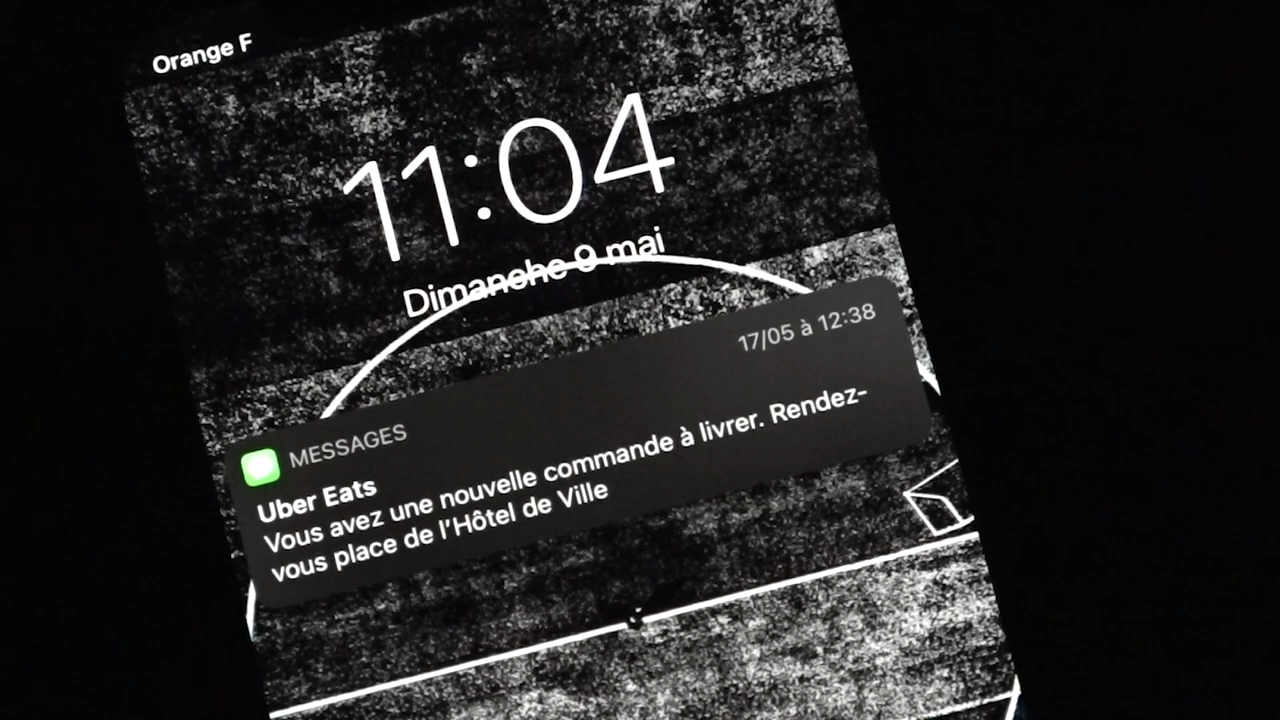 Orange F
11:04
Dimanche 9 mai
17/05 à 12:38
MESSAGES
Uber Eats
Vous avez une nouvelle commande à livrer. Rendez-
vous place de l'Hôtel de Ville